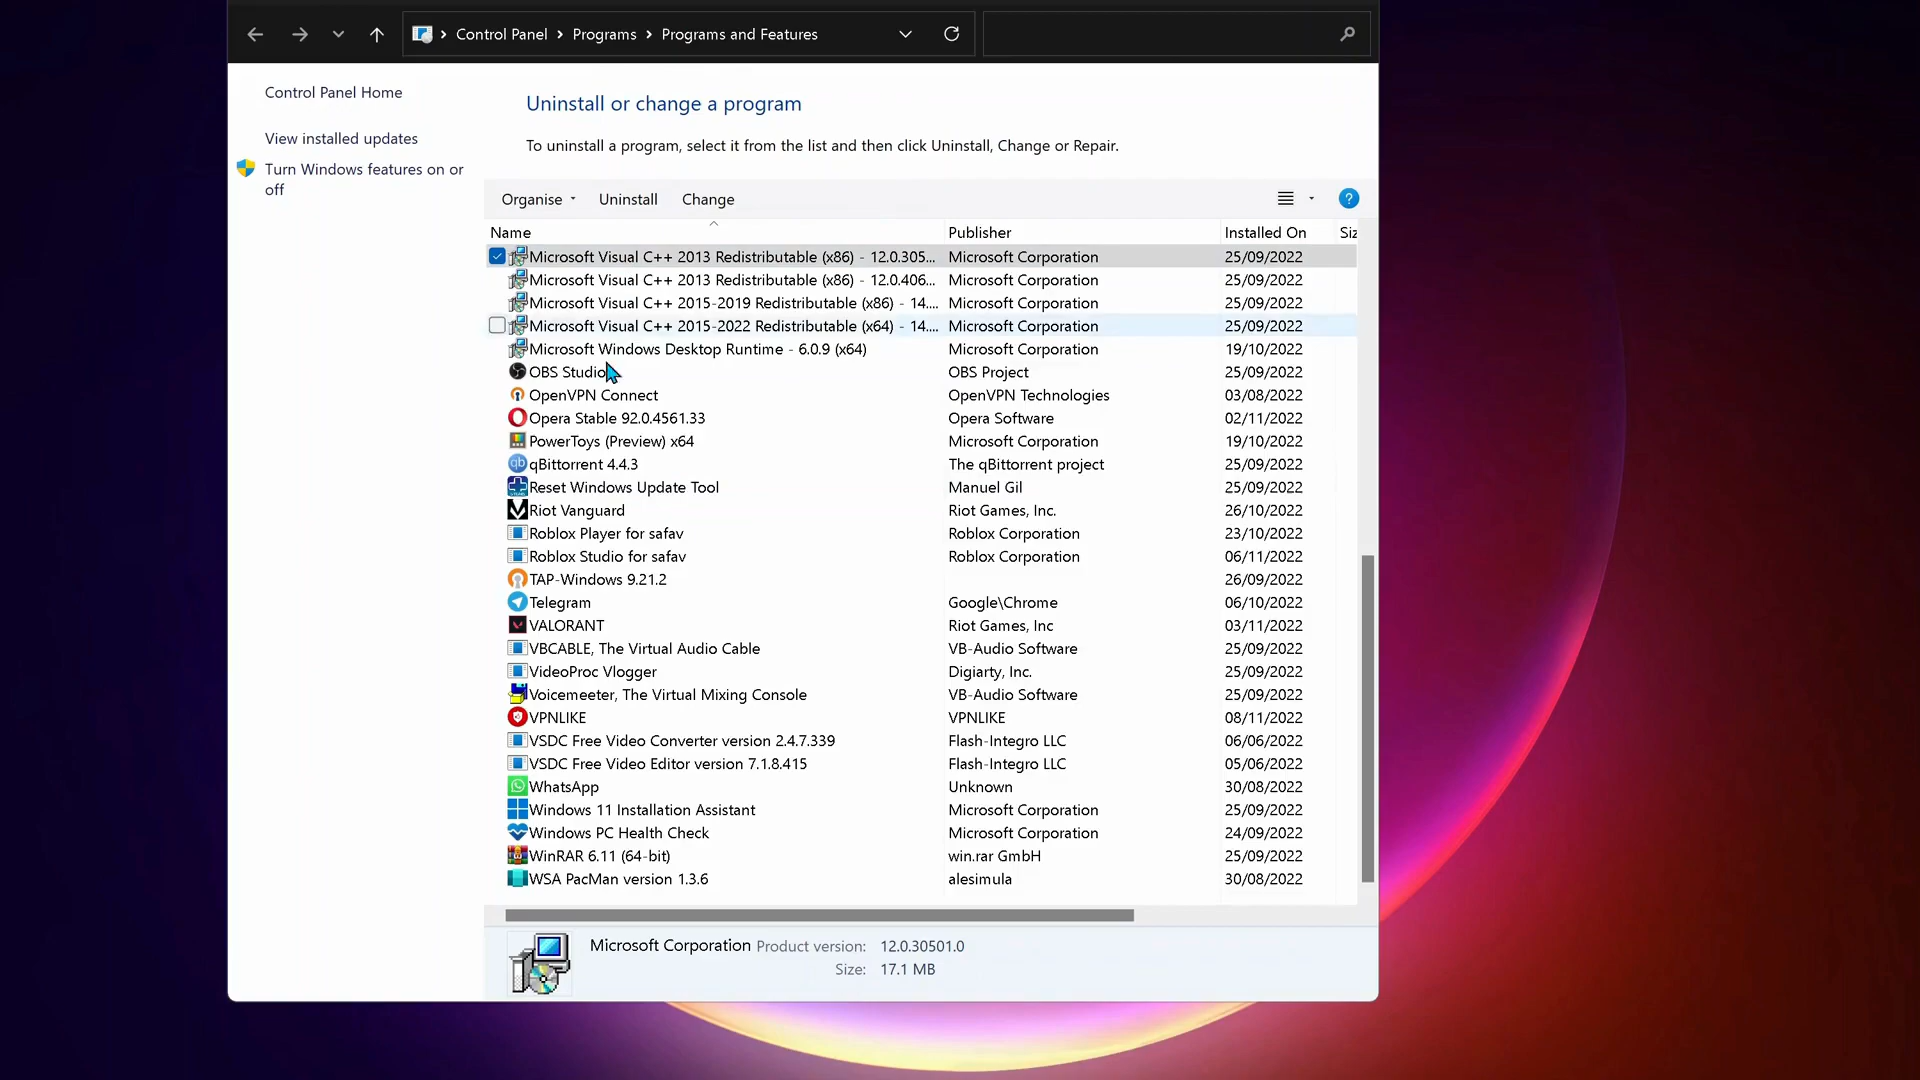 Control Panel > Programs > Programs and Features
Control Panel Home
View installed updates
Turn Windows features on or
off
Uninstall or change a program
To uninstall a program, select it from the list and then click Uninstall, Change or Repair.
Organise Uninstall Change ?
Name Publisher Installed On Siz
Microsoft Visual C++ 2013 Redistributable (x86) - 12.0.305... Microsoft Corporation 25/09/2022
Microsoft Visual C++ 2013 Redistributable (x86) - 12.0.406... Microsoft Corporation 25/09/2022
Microsoft Visual C++ 2015-2019 Redistributable (x86) - 14.... Microsoft Corporation 25/09/2022
Microsoft Visual C++ 2015-2022 Redistributable (x64) - 14.... Microsoft Corporation 25/09/2022
Microsoft Windows Desktop Runtime - 6.0.9 (x64) Microsoft Corporation 19/10/2022
OBS Studio OBS Project 25/09/2022
OpenVPN Connect OpenVPN Technologies 03/08/2022
Opera Stable 92.0.4561.33 Opera Software 02/11/2022
PowerToys (Preview) x64 Microsoft Corporation 19/10/2022
qb qBittorrent 4.4.3 The qBittorrent project 25/09/2022
Reset Windows Update Tool Manuel Gil 25/09/2022
Riot Vanguard Riot Games, Inc. 26/10/2022
Roblox Player for safav Roblox Corporation 23/10/2022
Roblox Studio for safav Roblox Corporation 06/11/2022
TAP-Windows 9.21.2 26/09/2022
Telegram Google\Chrome 06/10/2022
VALORANT Riot Games, Inc 03/11/2022
VBCABLE, The Virtual Audio Cable VB-Audio Software 25/09/2022
VideoProc Vlogger Digiarty, Inc. 25/09/2022
Voicemeeter, The Virtual Mixing Console VB-Audio Software 25/09/2022
VPNLIKE VPNLIKE 08/11/2022
VSDC Free Video Converter version 2.4.7.339 Flash-Integro LLC 06/06/2022
VSDC Free Video Editor version 7.1.8.415 Flash-Integro LLC 05/06/2022
WhatsApp Unknown 30/08/2022
Windows 11 Installation Assistant Microsoft Corporation 25/09/2022
Windows PC Health Check Microsoft Corporation 24/09/2022
WinRAR 6.11 (64-bit) win.rar GmbH 25/09/2022
WSA PacMan version 1.3.6 alesimula 30/08/2022
Microsoft Corporation Product version: 12.0.30501.0
Size: 17.1 MB